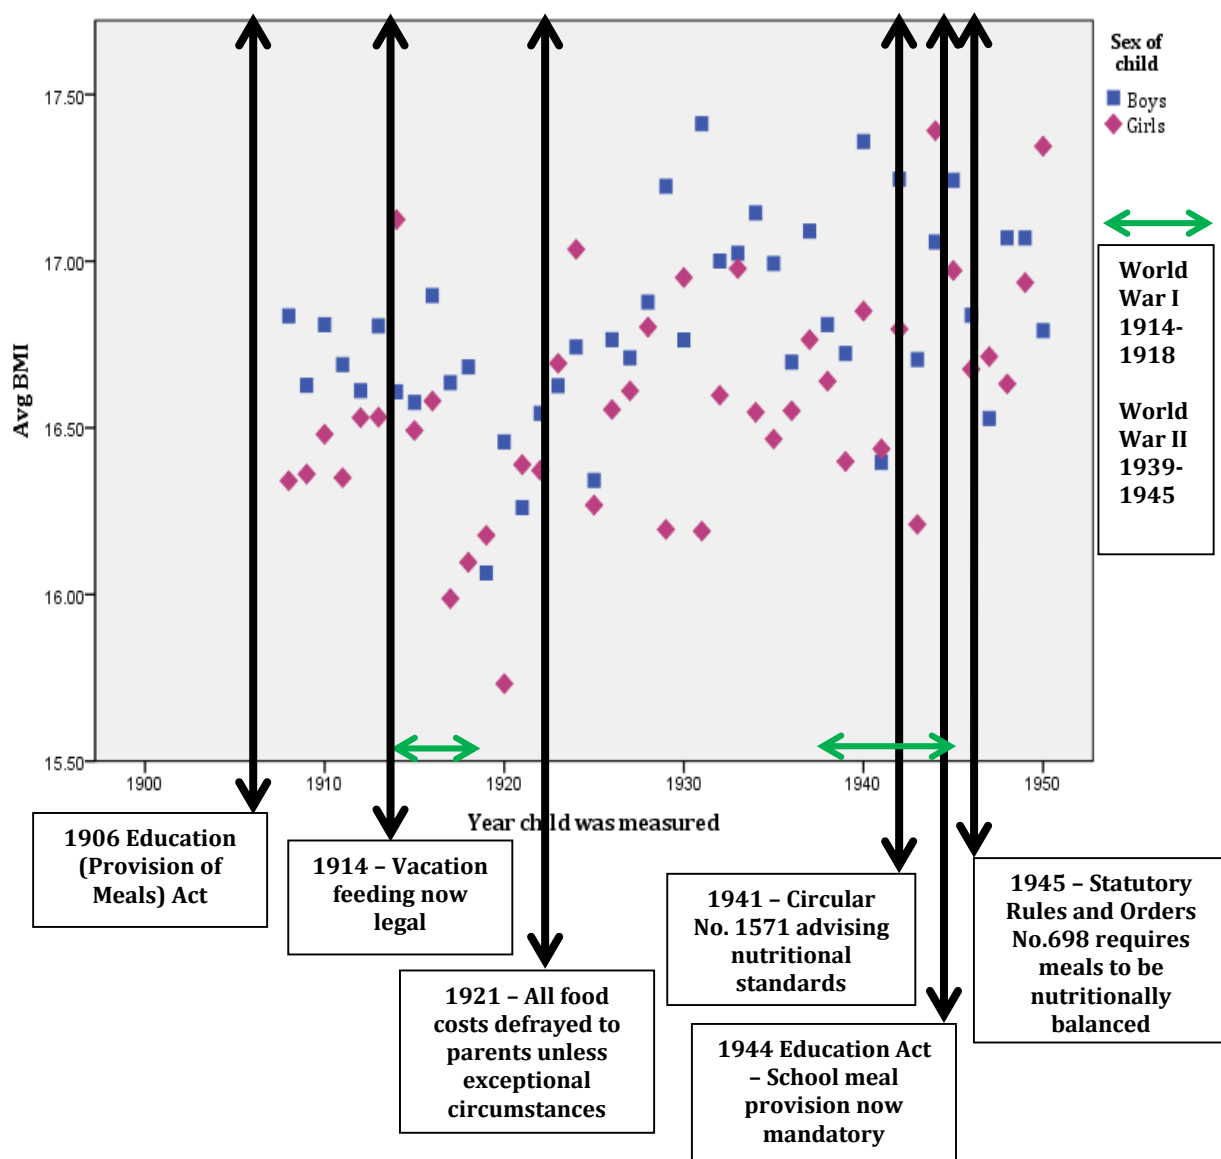 Sex of
child
Boys
Girls
17.50
17.00
16.50
16.00
15.50
Avg BMI
1900
1910
1920
1930
1940
1950
Year child was measured
World
War I
1914-
1918
World
War II
1939-
1945
1906 Education
(Provision of
Meals) Act
1914 – Vacation
feeding now
legal
1921 – All food
costs defrayed to
parents unless
exceptional
circumstances
1941 – Circular
No. 1571 advising
nutritional
standards
1944 Education Act
– School meal
provision now
mandatory
1945 – Statutory
Rules and Orders
No.698 requires
meals to be
nutritionally
balanced